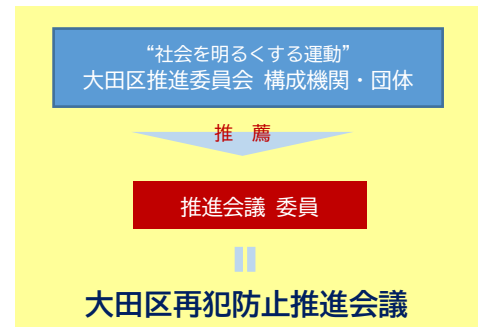 “社会を明るくする運動”
大田区推進委員会 構成機関・団体
推 薦
推進会議 委員
大田区再犯防止推進会議